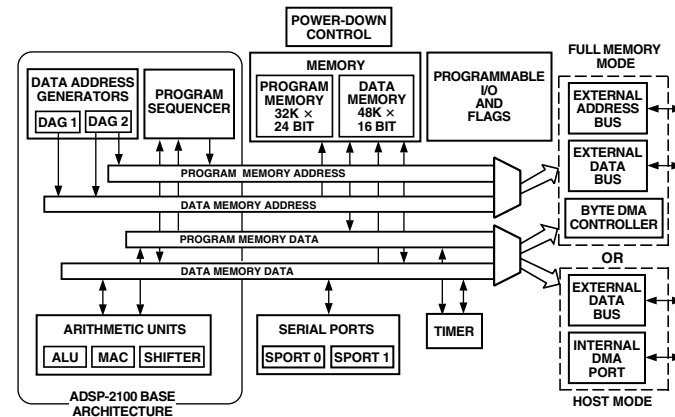 POWER-DOWN
CONTROL
FULL MEMORY
MODE
MEMORY
DATA ADDRESS
GENERATORS
DAG 1
DAG 2
PROGRAM
SEQUENCER
PROGRAM
MEMORY
32K ×
24 BIT
DATA
MEMORY
48K ×
16 BIT
PROGRAMMABLE
I/O
AND
FLAGS
EXTERNAL
ADDRESS
BUS
EXTERNAL
DATA
BUS
BYTE DMA
CONTROLLER
PROGRAM MEMORY ADDRESS
DATA MEMORY ADDRESS
PROGRAM MEMORY DATA
DATA MEMORY DATA
OR
EXTERNAL
DATA
BUS
INTERNAL
DMA
PORT
HOST MODE
ARITHMETIC UNITS
ALU
MAC
SHIFTER
SERIAL PORTS
SPORT 0
SPORT 1
TIMER
ADSP-2100 BASE
ARCHITECTURE